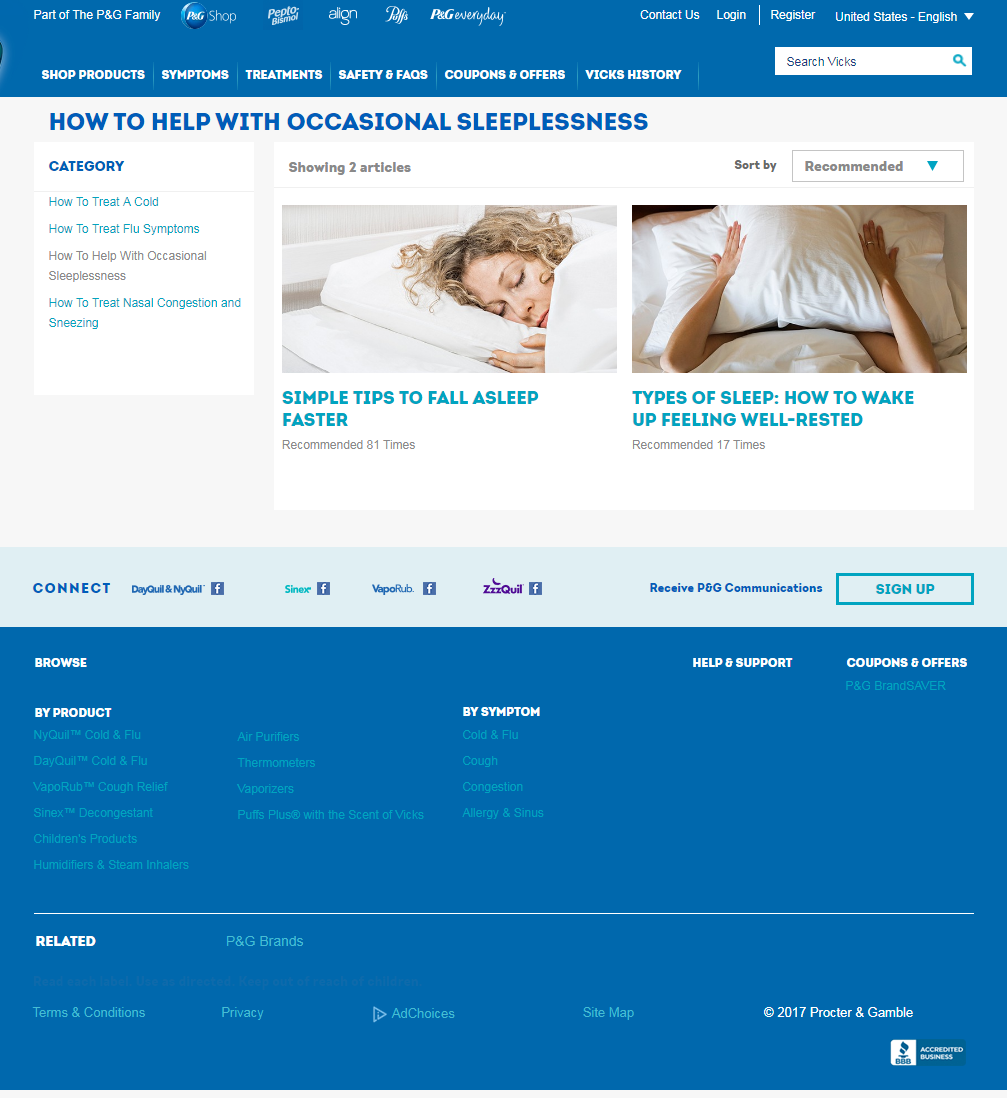 Part of The P&G Family
P&G Shop
Pepto Bismol
align
Puffs
P&G everyday
Contact Us
Login
Register
United States - English
SHOP PRODUCTS
SYMPTOMS
TREATMENTS
SAFETY & FAQS
COUPONS & OFFERS
VICKS HISTORY
Search Vicks
HOW TO HELP WITH OCCASIONAL SLEEPLESSNESS
CATEGORY
How To Treat A Cold
How To Treat Flu Symptoms
How To Help With Occasional
Sleeplessness
How To Treat Nasal Congestion and
Sneezing
Showing 2 articles
Sort by
Recommended
SIMPLE TIPS TO FALL ASLEEP
FASTER
Recommended 81 Times
TYPES OF SLEEP: HOW TO WAKE
UP FEELING WELL-RESTED
Recommended 17 Times
CONNECT
DayQuil & NyQuil™
Sinex
VapoRub.
ZzzQuil
Receive P&G Communications
SIGN UP
BROWSE
HELP & SUPPORT
COUPONS & OFFERS
P&G BrandSAVER
BY PRODUCT
NyQuil™ Cold & Flu
DayQuil™ Cold & Flu
VapoRub™ Cough Relief
Sinex™ Decongestant
Children's Products
Humidifiers & Steam Inhalers
Air Purifiers
Thermometers
Vaporizers
Puffs Plus® with the Scent of Vicks
BY SYMPTOM
Cold & Flu
Cough
Congestion
Allergy & Sinus
RELATED
P&G Brands
Read each label. Use as directed. Keep out of reach of children.
Terms & Conditions
Privacy
AdChoices
Site Map
© 2017 Procter & Gamble
BBB
ACCREDITED
BUSINESS